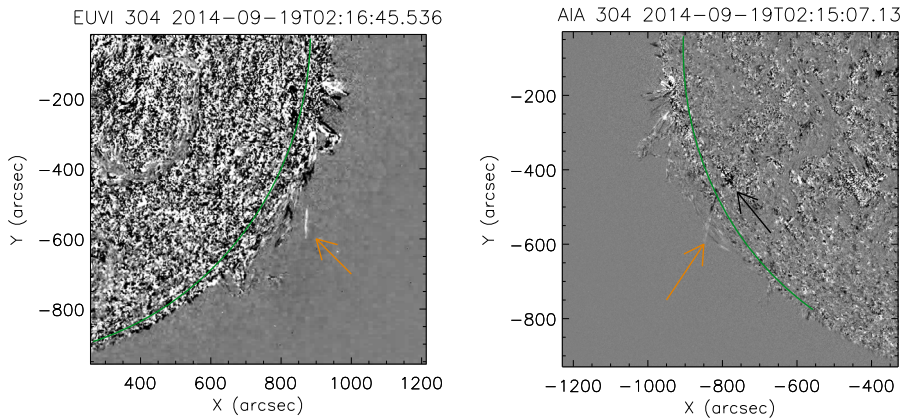 EUVI 304 2014-09-19T02:16:45.536
AIA 304 2014-09-19T02:15:07.13
-200
-400
-600
-800
Y (arcsec)
400 600 800 1000 1200
X (arcsec)
-200
-400
-600
-800
Y (arcsec)
-1200 -1000 -800 -600 -400
X (arcsec)